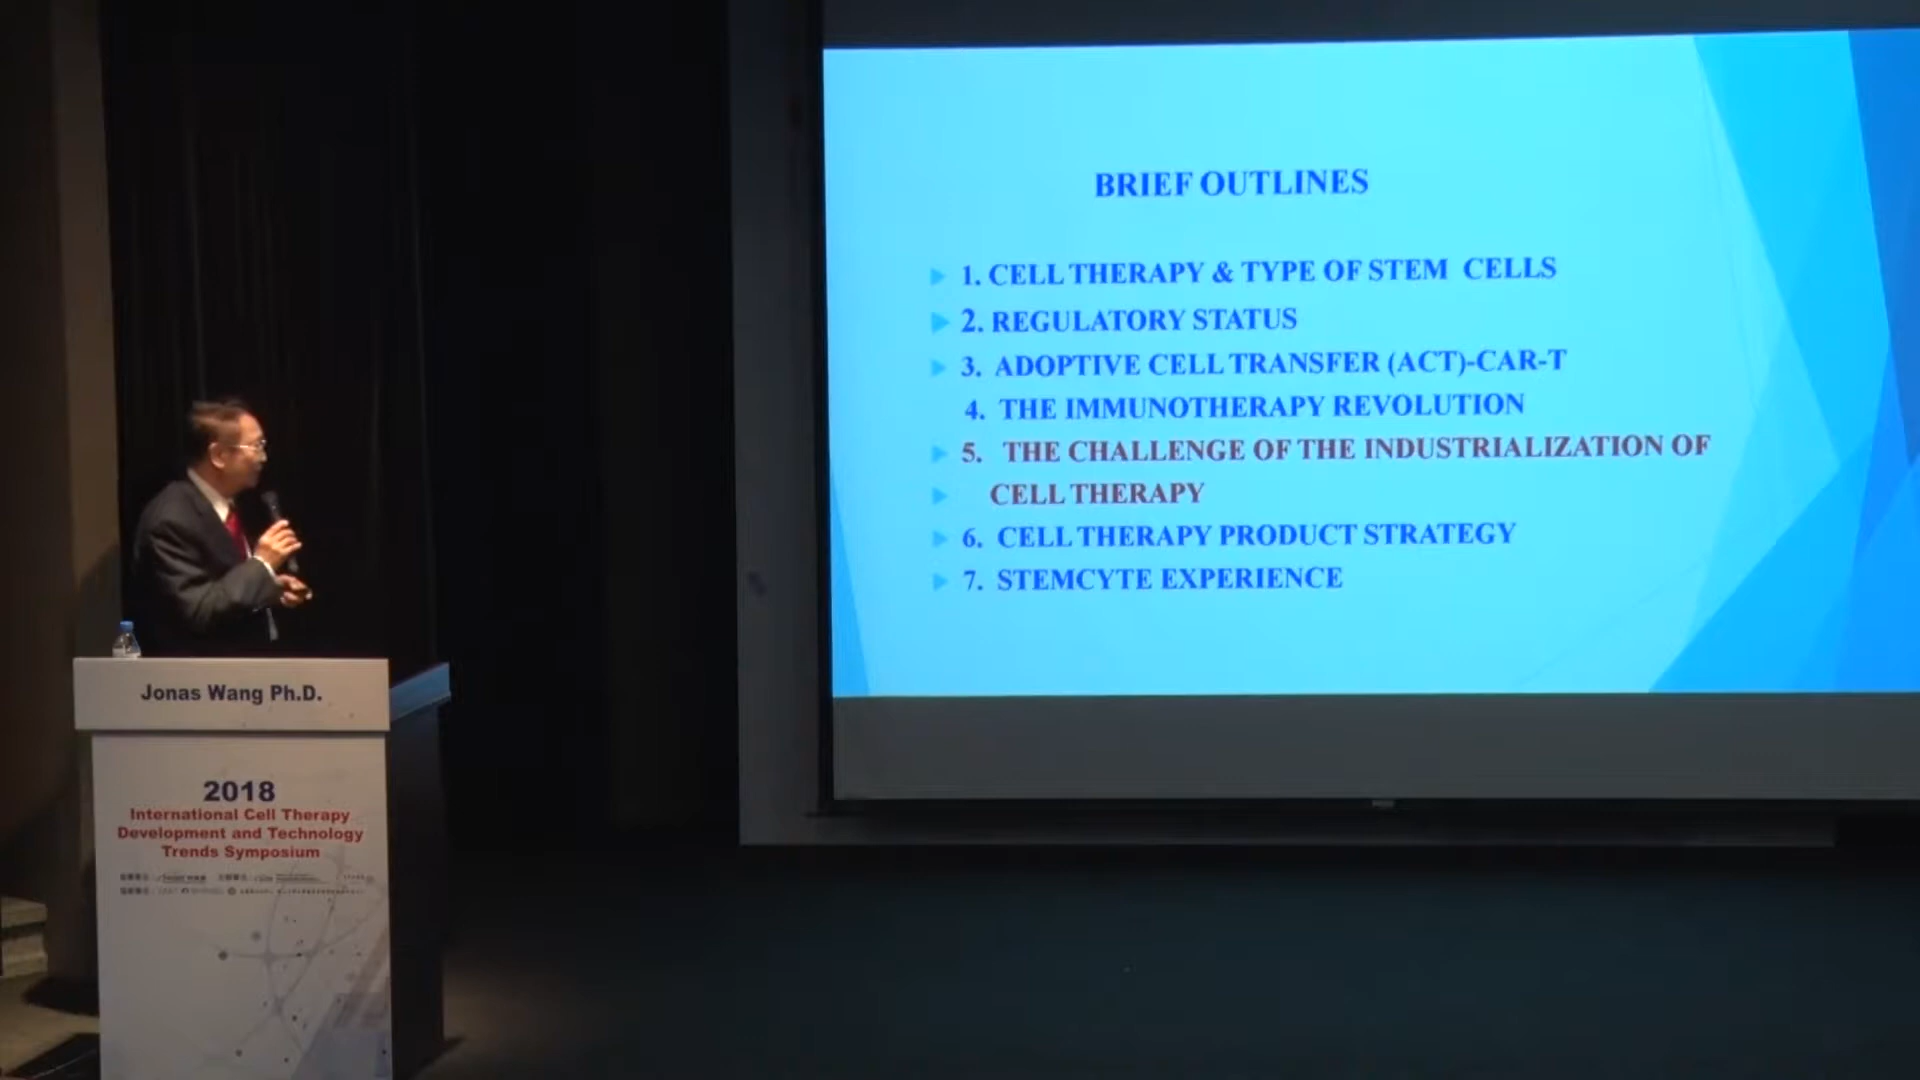 BRIEF OUTLINES
1. CELL THERAPY & TYPE OF STEM CELLS
2. REGULATORY STATUS
3. ADOPTIVE CELL TRANSFER (ACT)-CAR-T
4. THE IMMUNOTHERAPY REVOLUTION
5. THE CHALLENGE OF THE INDUSTRIALIZATION OF
CELL THERAPY
6. CELL THERAPY PRODUCT STRATEGY
7. STEMCYTE EXPERIENCE
Jonas Wang Ph.D.
2018
International Cell Therapy
Development and Technology
Trends Symposium